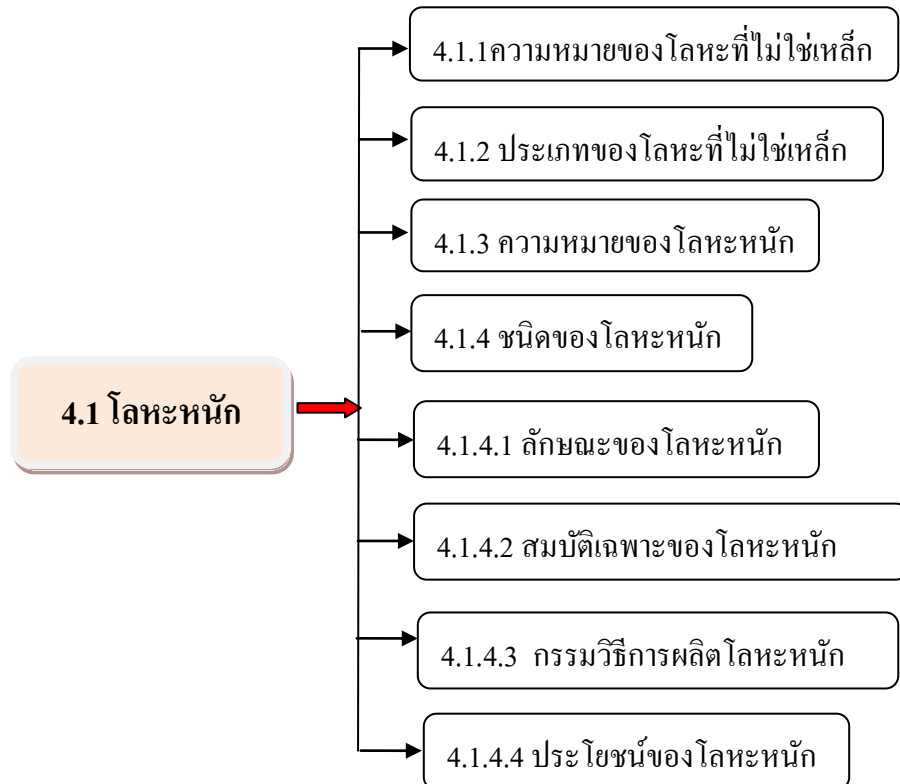 4.1 โลหะหนัก
4.1.1ความหมายของโลหะที่ไม่ใช่เหล็ก
4.1.2 ประเภทของโลหะที่ไม่ใช่เหล็ก
4.1.3 ความหมายของโลหะหนัก
4.1.4 ชนิดของโลหะหนัก
4.1.4.1 ลักษณะของโลหะหนัก
4.1.4.2 สมบัติเฉพาะของโลหะหนัก
4.1.4.3 กรรมวิธีการผลิตโลหะหนัก
4.1.4.4 ประโยชน์ของโลหะหนัก